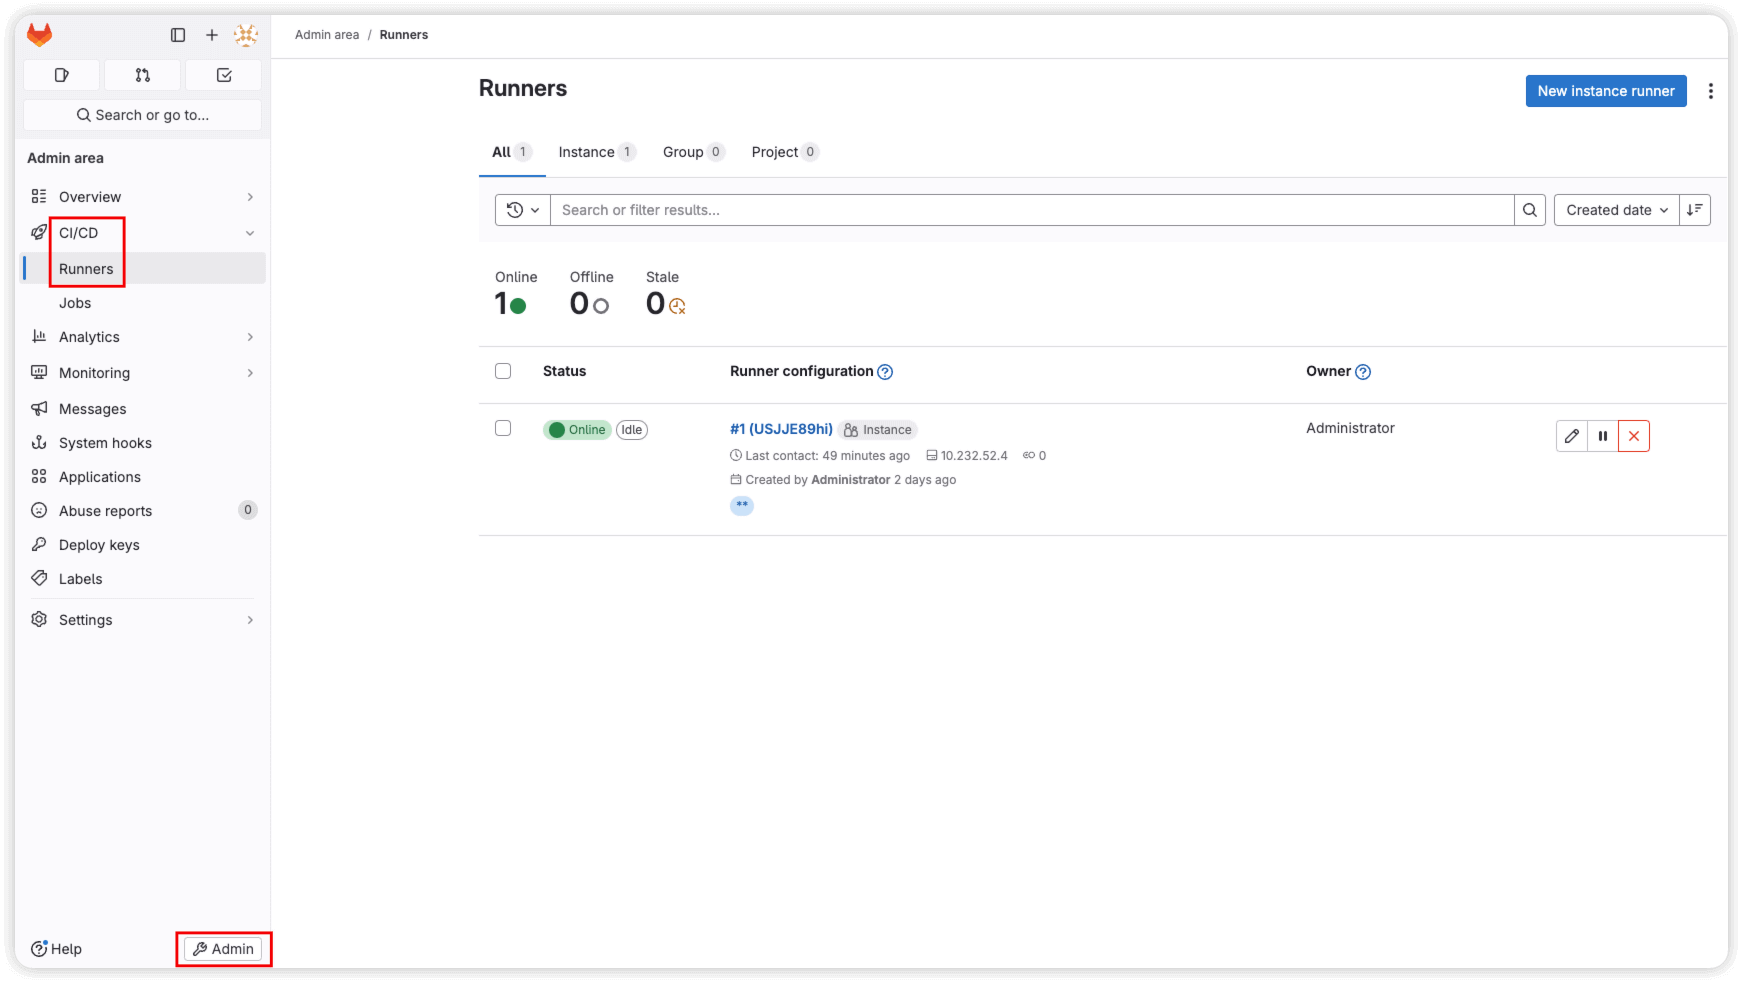 Admin area / Runners
Search or go to...
Admin area
Overview
CI/CD
Runners
Jobs
Analytics
Monitoring
Messages
System hooks
Applications
Abuse reports 0
Deploy keys
Labels
Settings
Help
Admin
Runners
New instance runner
All 1 Instance 1 Group 0 Project 0
Search or filter results...
Created date
Online Offline Stale
1 0 0
Status Runner configuration Owner
Online Idle #1 (USJJE89hi) Instance Administrator
Last contact: 49 minutes ago 10.232.52.4 0
Created by Administrator 2 days ago
**